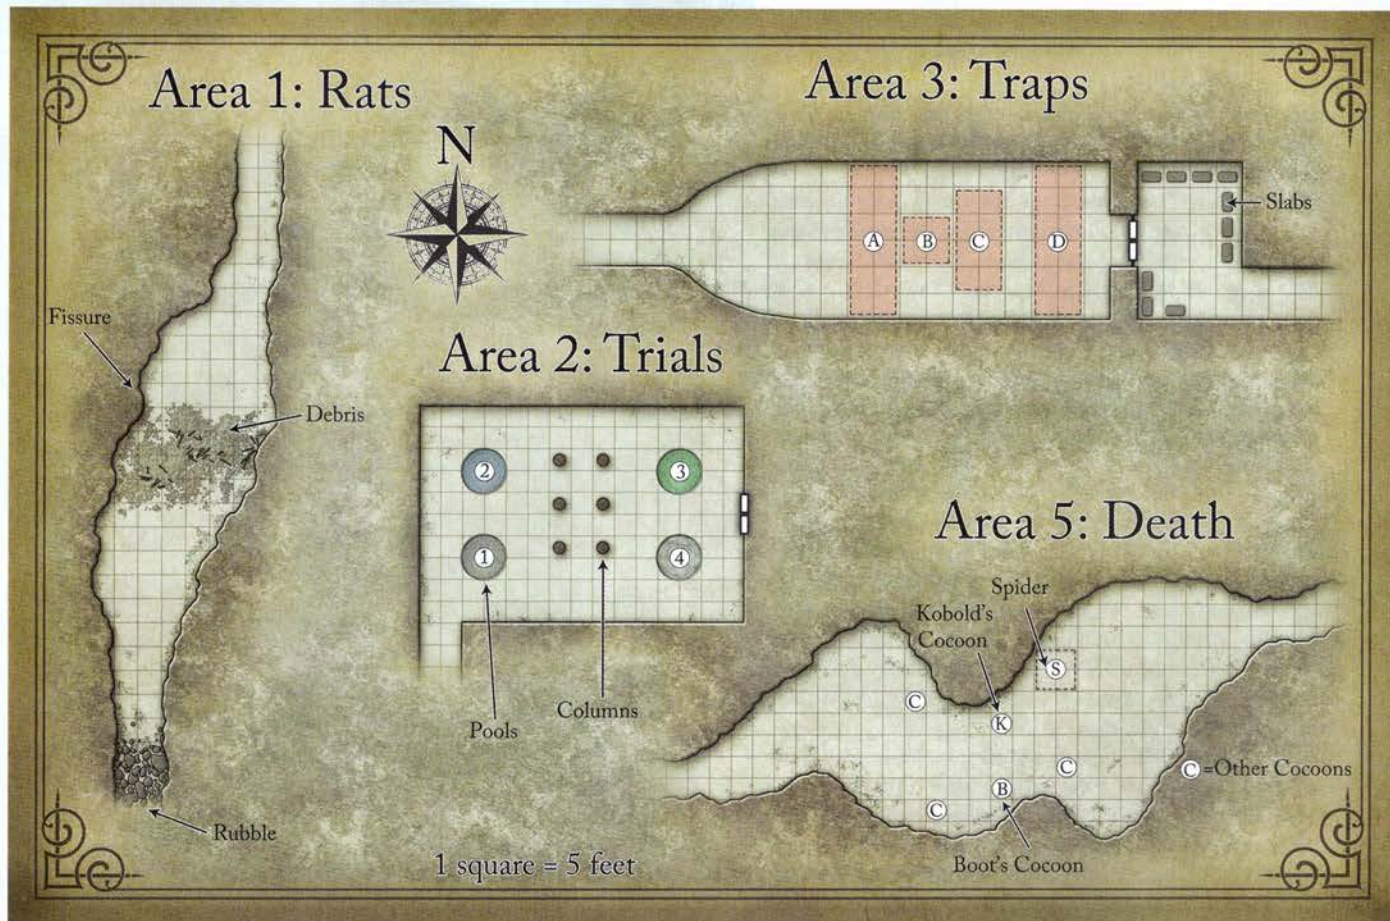 Area 1: Rats
N
Fissure
Debris
Rubble
Area 2: Trials
2
3
1
4
Pools
Columns
1 square = 5 feet
Area 3: Traps
A
B
C
D
Slabs
Area 5: Death
Spider
Kobold's
Cocoon
S
C
K
C
B
C
C =Other Cocoons
Boot's Cocoon